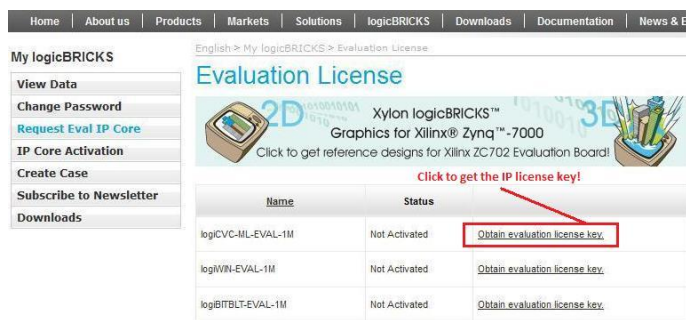 Home About us Products Markets Solutions logicBRICKS Downloads Documentation News &
My logicBRICKS
View Data
Change Password
Request Eval IP Core
IP Core Activation
Create Case
Subscribe to Newsletter
Downloads
English > My logicBRICKS > Evaluation License
Evaluation License
2D
Xylon logicBRICKS™
3D
Graphics for Xilinx® Zynq™-7000
Click to get reference designs for Xilinx ZC702 Evaluation Board!
Click to get the IP license key!
Name Status
logiCVC-ML-EVAL-1M Not Activated Obtain evaluation license key.
logiWIN-EVAL-1M Not Activated Obtain evaluation license key.
logiBITBLT-EVAL-1M Not Activated Obtain evaluation license key.